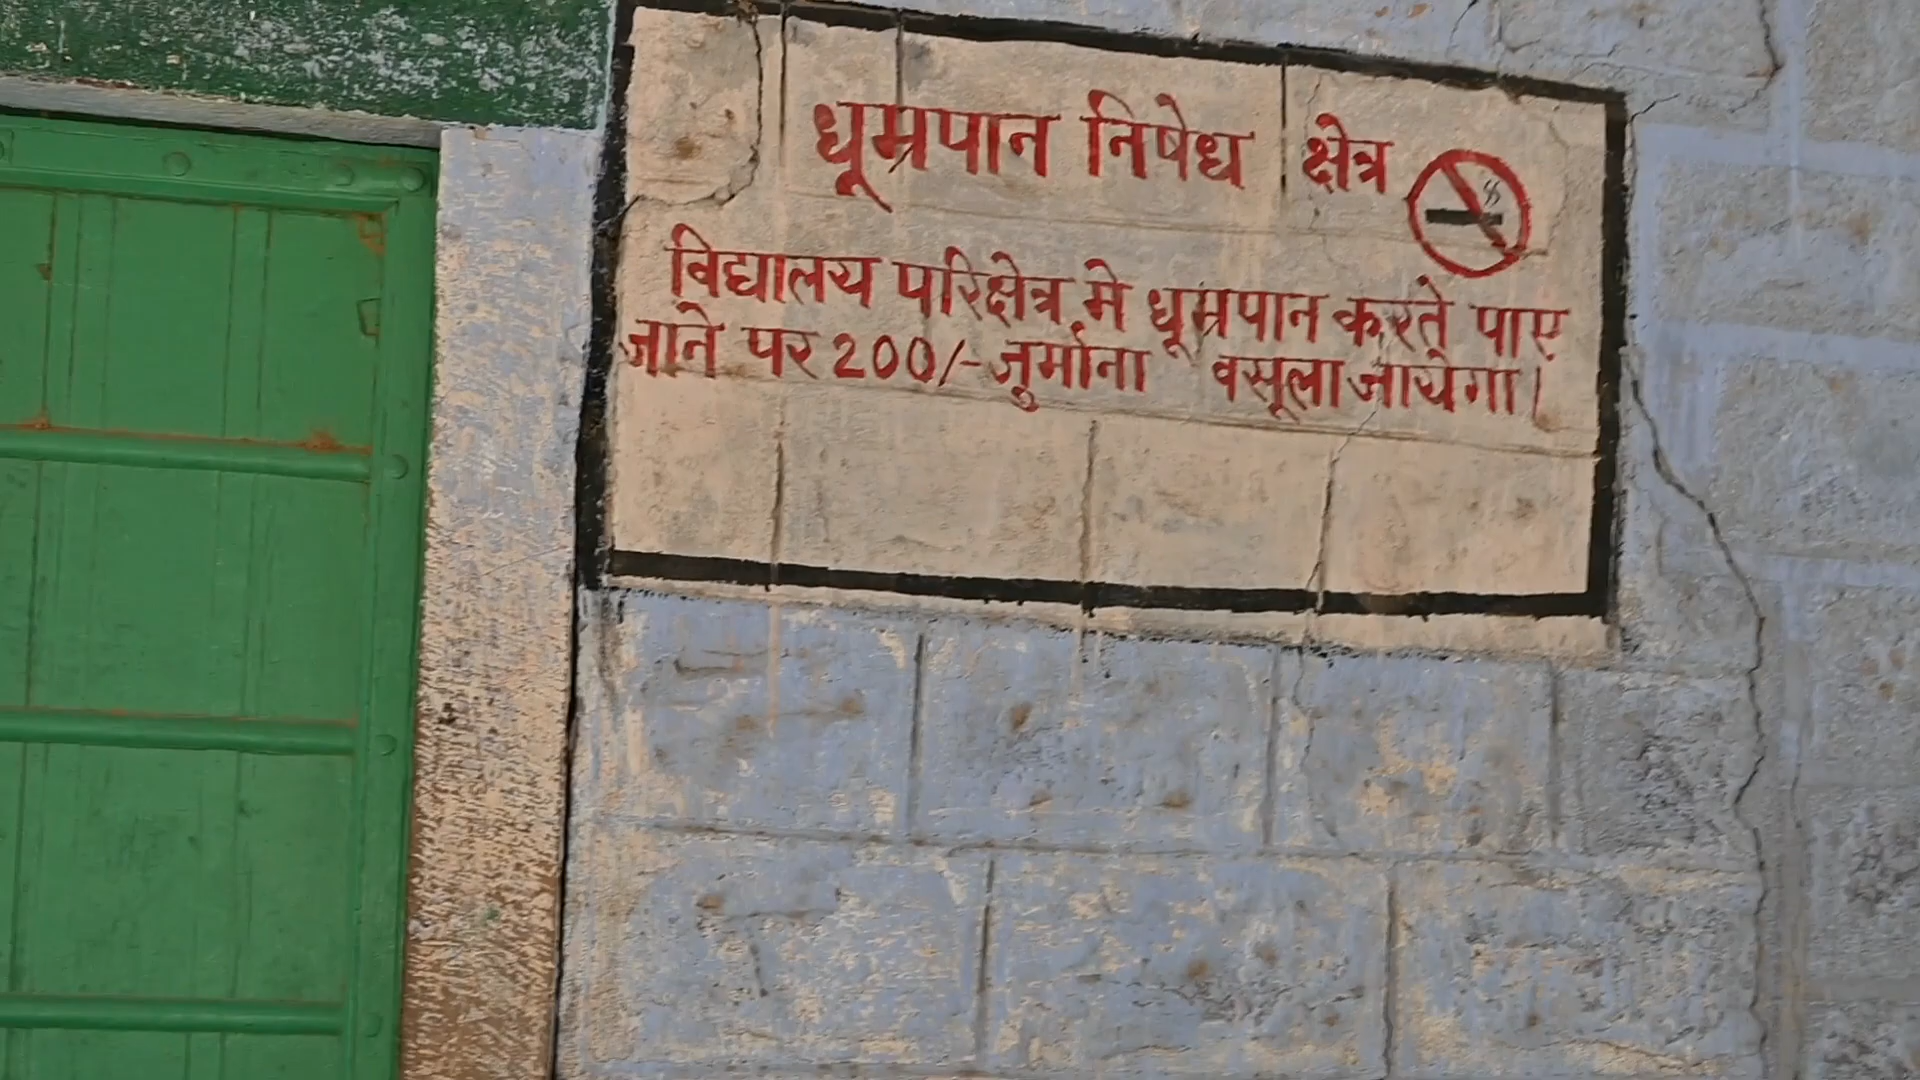 धूम्रपान निषेध क्षेत्र
विद्यालय परिक्षेत्र मे धूम्रपान करते पाए
जाने पर 200/- जुर्माना वसूला जायेगा।